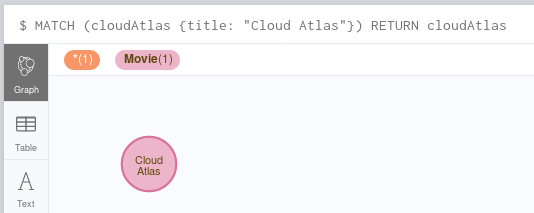 $ MATCH (cloudAtlas {title: "Cloud Atlas"}) RETURN cloudAtlas
*(1) Movie(1)
Graph
Cloud
Atlas
Table
Text